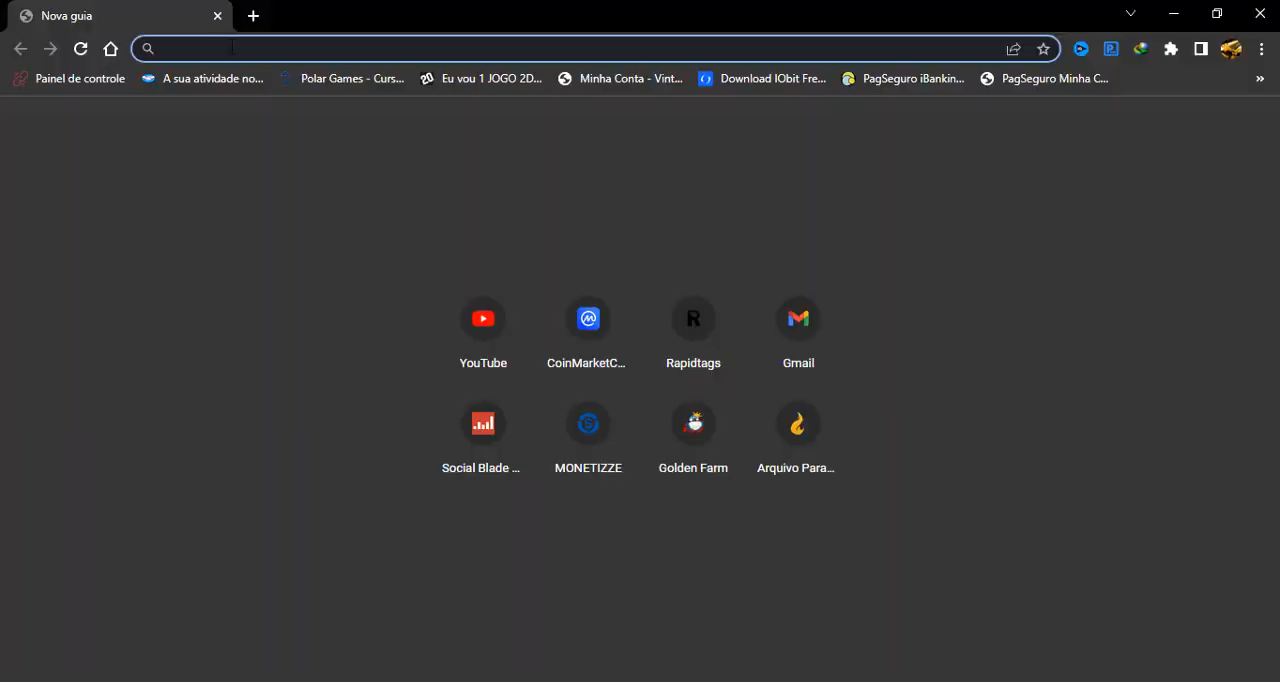 Nova guia
Painel de controle A sua atividade no... Polar Games - Curs... Eu vou 1 JOGO 2D... Minha Conta - Vint... Download IObit Fre... PagSeguro iBankin... PagSeguro Minha C... »
YouTube CoinMarketC... Rapidtags Gmail
Social Blade ... MONETIZZE Golden Farm Arquivo Para...